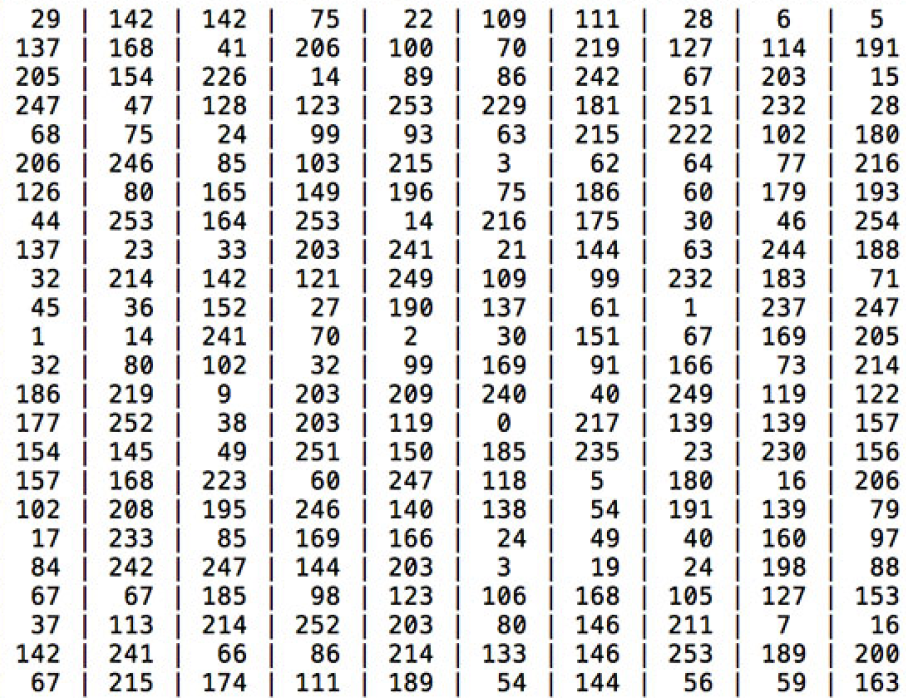 29 | 142 | 142 | 75 | 22 | 109 | 111 | 28 | 6 | 5
137 | 168 | 41 | 206 | 100 | 70 | 219 | 127 | 114 | 191
205 | 154 | 226 | 14 | 89 | 86 | 242 | 67 | 203 | 15
247 | 47 | 128 | 123 | 253 | 229 | 181 | 251 | 232 | 28
68 | 75 | 24 | 99 | 93 | 63 | 215 | 222 | 102 | 180
206 | 246 | 85 | 103 | 215 | 3 | 62 | 64 | 77 | 216
126 | 80 | 165 | 149 | 196 | 75 | 186 | 60 | 179 | 193
44 | 253 | 164 | 253 | 14 | 216 | 175 | 30 | 46 | 254
137 | 23 | 33 | 203 | 241 | 21 | 144 | 63 | 244 | 188
32 | 214 | 142 | 121 | 249 | 109 | 99 | 232 | 183 | 71
45 | 36 | 152 | 27 | 190 | 137 | 61 | 1 | 237 | 247
1 | 14 | 241 | 70 | 2 | 30 | 151 | 67 | 169 | 205
32 | 80 | 102 | 32 | 99 | 169 | 91 | 166 | 73 | 214
186 | 219 | 9 | 203 | 209 | 240 | 40 | 249 | 119 | 122
177 | 252 | 38 | 203 | 119 | 0 | 217 | 139 | 139 | 157
154 | 145 | 49 | 251 | 150 | 185 | 235 | 23 | 230 | 156
157 | 168 | 223 | 60 | 247 | 118 | 5 | 180 | 16 | 206
102 | 208 | 195 | 246 | 140 | 138 | 54 | 191 | 139 | 79
17 | 233 | 85 | 169 | 166 | 24 | 49 | 40 | 160 | 97
84 | 242 | 247 | 144 | 203 | 3 | 19 | 24 | 198 | 88
67 | 67 | 185 | 98 | 123 | 106 | 168 | 105 | 127 | 153
37 | 113 | 214 | 252 | 203 | 80 | 146 | 211 | 7 | 16
142 | 241 | 66 | 86 | 214 | 133 | 146 | 253 | 189 | 200
67 | 215 | 174 | 111 | 189 | 54 | 144 | 56 | 59 | 163